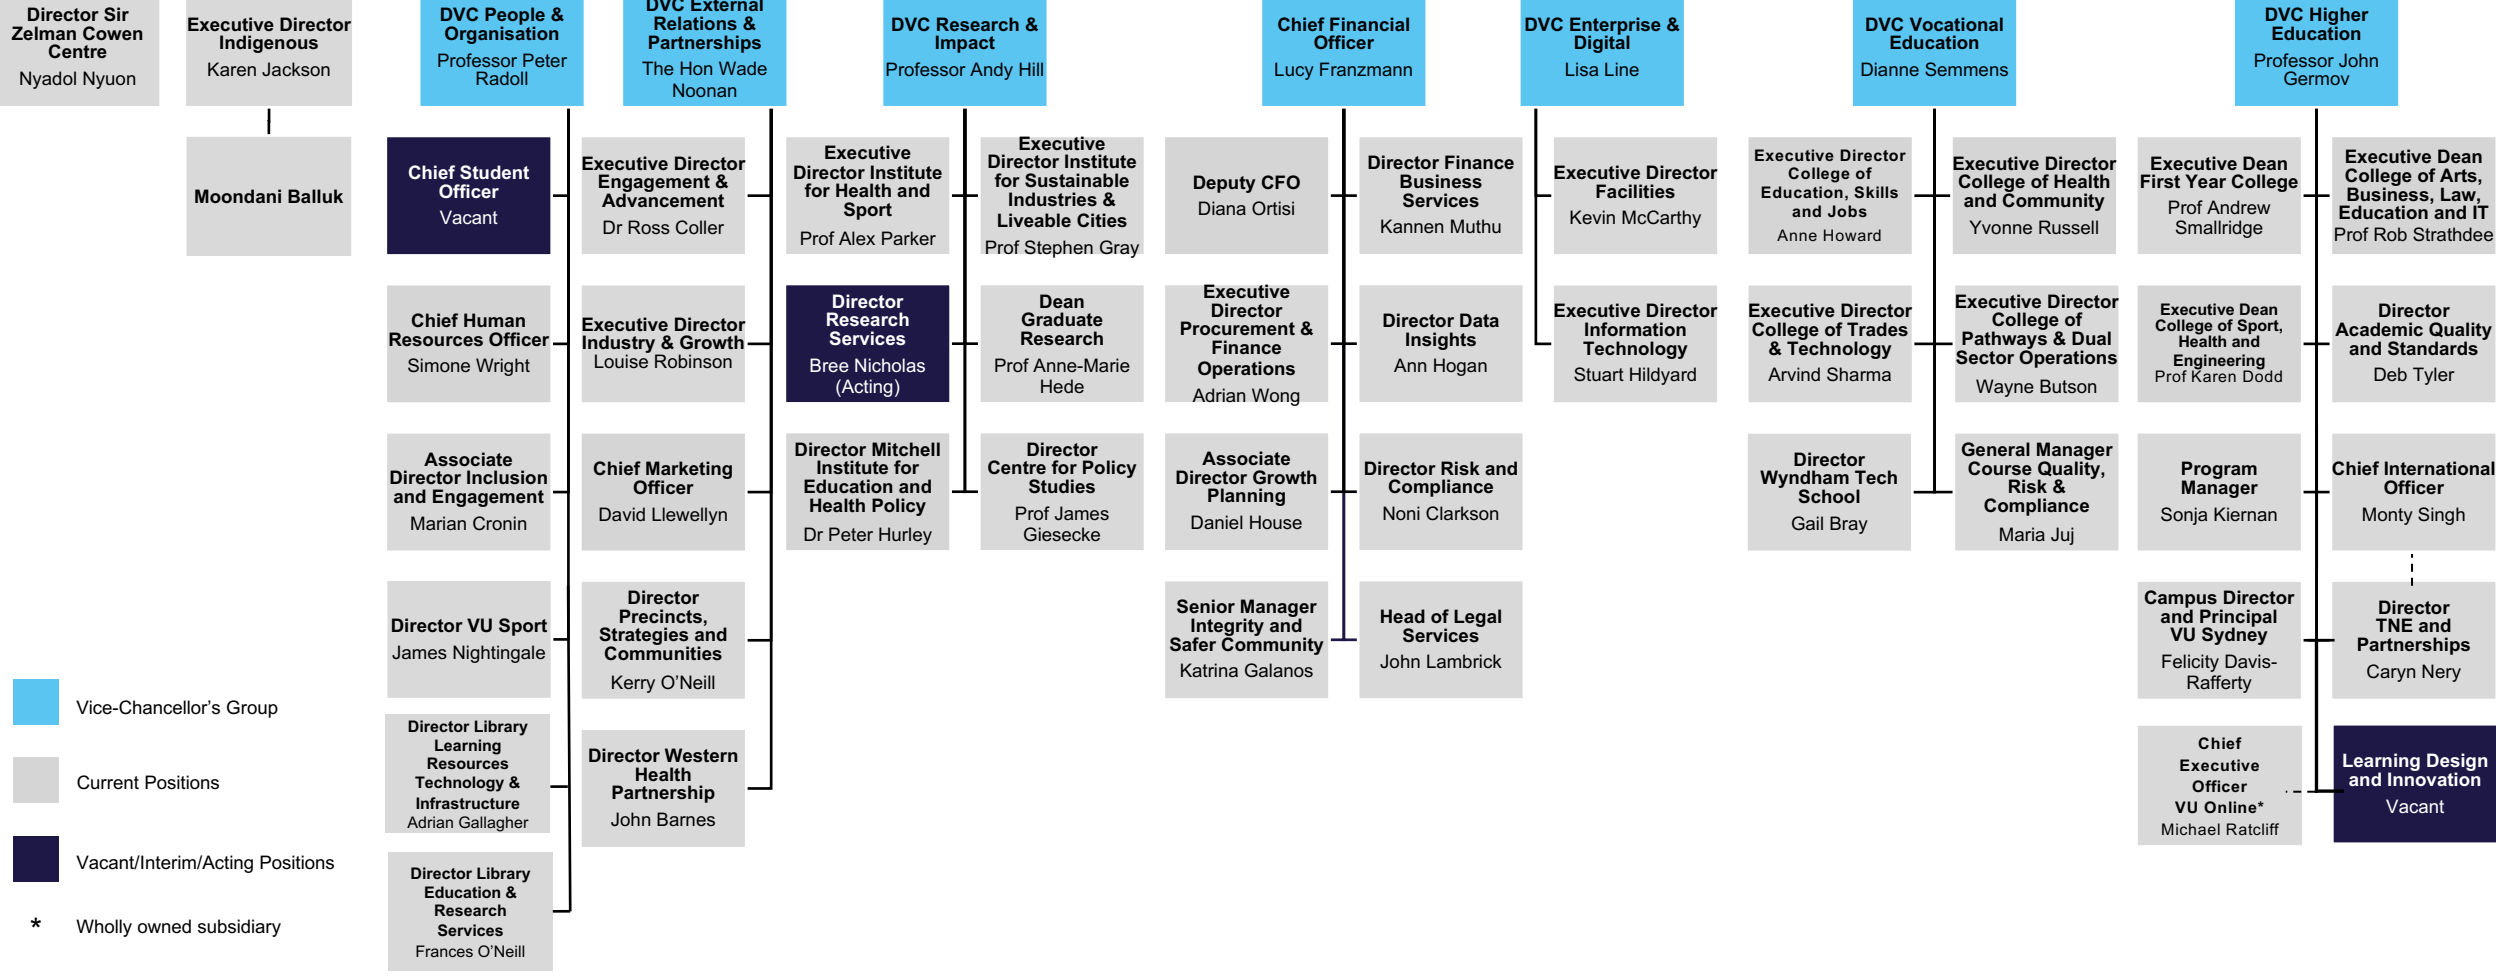 Director Sir
Zelman Cowen
Centre
Nyadol Nyuon
Executive Director
Indigenous
Karen Jackson
DVC People &
Organisation
Professor Peter
Radoll
DVC External
Relations &
Partnerships
The Hon Wade
Noonan
DVC Research &
Impact
Professor Andy Hill
Chief Financial
Officer
Lucy Franzmann
DVC Enterprise &
Digital
Lisa Line
DVC Vocational
Education
Dianne Semmens
DVC Higher
Education
Professor John
Germov
Moondani Balluk
Chief Student
Officer
Vacant
Executive Director
Engagement &
Advancement
Dr Ross Coller
Executive
Director Institute
for Health and
Sport
Prof Alex Parker
Executive
Director Institute
for Sustainable
Industries &
Liveable Cities
Prof Stephen Gray
Deputy CFO
Diana Ortisi
Director Finance
Business
Services
Kannen Muthu
Executive Director
Facilities
Kevin McCarthy
Executive Director
College of
Education, Skills
and Jobs
Anne Howard
Executive Director
College of Health
and Community
Yvonne Russell
Executive Dean
First Year College
Prof Andrew
Smallridge
Executive Dean
College of Arts,
Business, Law,
Education and IT
Prof Rob Strathdee
Chief Human
Resources Officer
Simone Wright
Executive Director
Industry & Growth
Louise Robinson
Director
Research
Services
Bree Nicholas
(Acting)
Dean
Graduate
Research
Prof Anne-Marie
Hede
Executive
Director
Procurement &
Finance
Operations
Adrian Wong
Director Data
Insights
Ann Hogan
Executive Director
Information
Technology
Stuart Hildyard
Executive Director
College of Trades
& Technology
Arvind Sharma
Executive Director
College of
Pathways & Dual
Sector Operations
Wayne Butson
Executive Dean
College of Sport,
Health and
Engineering
Prof Karen Dodd
Director
Academic Quality
and Standards
Deb Tyler
Associate
Director Inclusion
and Engagement
Marian Cronin
Chief Marketing
Officer
David Llewellyn
Director Mitchell
Institute for
Education and
Health Policy
Dr Peter Hurley
Director
Centre for Policy
Studies
Prof James
Giesecke
Associate
Director Growth
Planning
Daniel House
Director Risk and
Compliance
Noni Clarkson
Director
Wyndham Tech
School
Gail Bray
General Manager
Course Quality,
Risk &
Compliance
Maria Juj
Program
Manager
Sonja Kiernan
Chief International
Officer
Monty Singh
Director VU Sport
James Nightingale
Director
Precincts,
Strategies and
Communities
Kerry O'Neill
Senior Manager
Integrity and
Safer Community
Katrina Galanos
Head of Legal
Services
John Lambrick
Campus Director
and Principal
VU Sydney
Felicity Davis-
Rafferty
Director
TNE and
Partnerships
Caryn Nery
Director Library
Learning
Resources
Technology &
Infrastructure
Adrian Gallagher
Director Western
Health
Partnership
John Barnes
Chief
Executive
Officer
VU Online*
Michael Ratcliff
Learning Design
and Innovation
Vacant
Director Library
Education &
Research
Services
Frances O'Neill
Vice-Chancellor's Group
Current Positions
Vacant/Interim/Acting Positions
* Wholly owned subsidiary